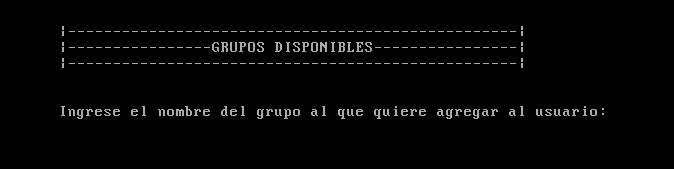 ¦--------------------------------------------------¦
¦----------------GRUPOS DISPONIBLES----------------¦
¦--------------------------------------------------¦
Ingrese el nombre del grupo al que quiere agregar al usuario: